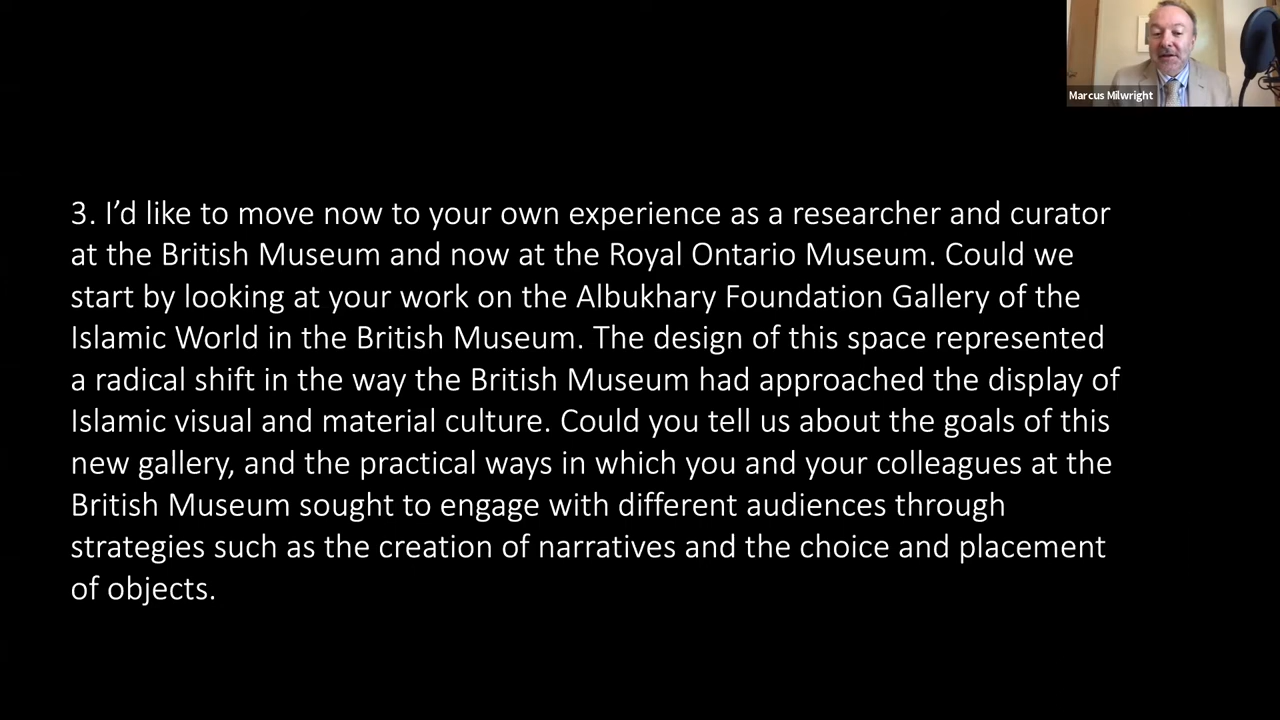 Marcus Milwright
3. I’d like to move now to your own experience as a researcher and curator
at the British Museum and now at the Royal Ontario Museum. Could we
start by looking at your work on the Albukhary Foundation Gallery of the
Islamic World in the British Museum. The design of this space represented
a radical shift in the way the British Museum had approached the display of
Islamic visual and material culture. Could you tell us about the goals of this
new gallery, and the practical ways in which you and your colleagues at the
British Museum sought to engage with different audiences through
strategies such as the creation of narratives and the choice and placement
of objects.